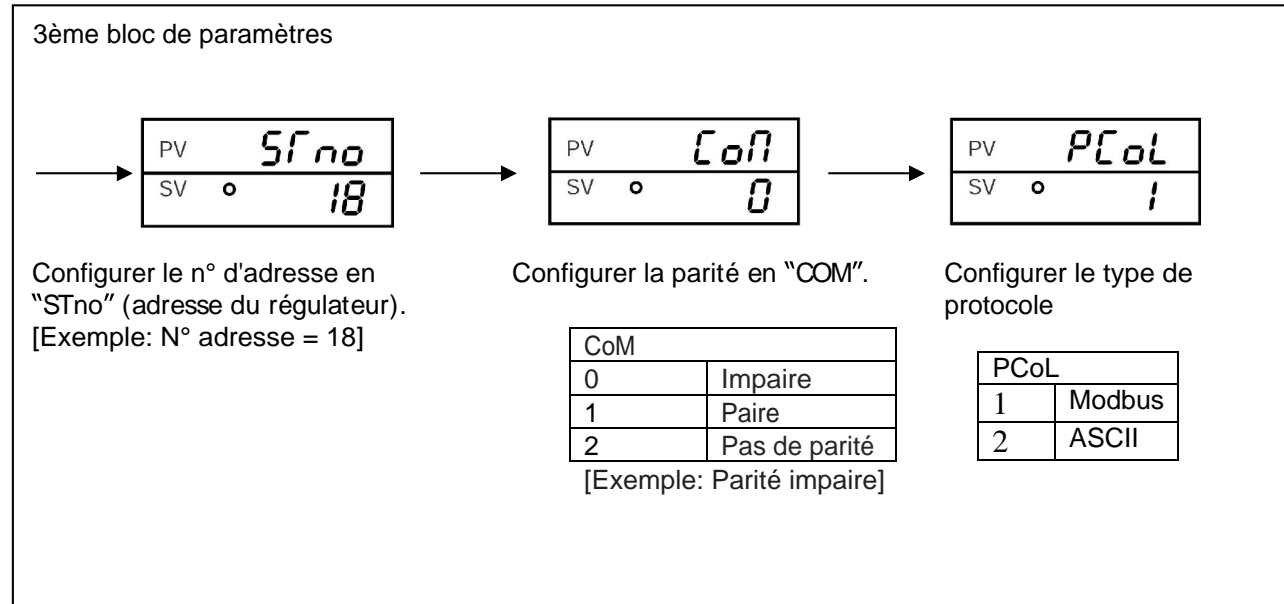 3ème bloc de paramètres
PV STno
SV 18
PV CoM
SV 0
PV PCoL
SV 1
Configurer le n° d'adresse en
"STno" (adresse du régulateur).
[Exemple: N° adresse = 18]
Configurer la parité en "COM".
CoM
0 Impaire
1 Paire
2 Pas de parité
[Exemple: Parité impaire]
Configurer le type de
protocole
PCoL
1 Modbus
2 ASCII